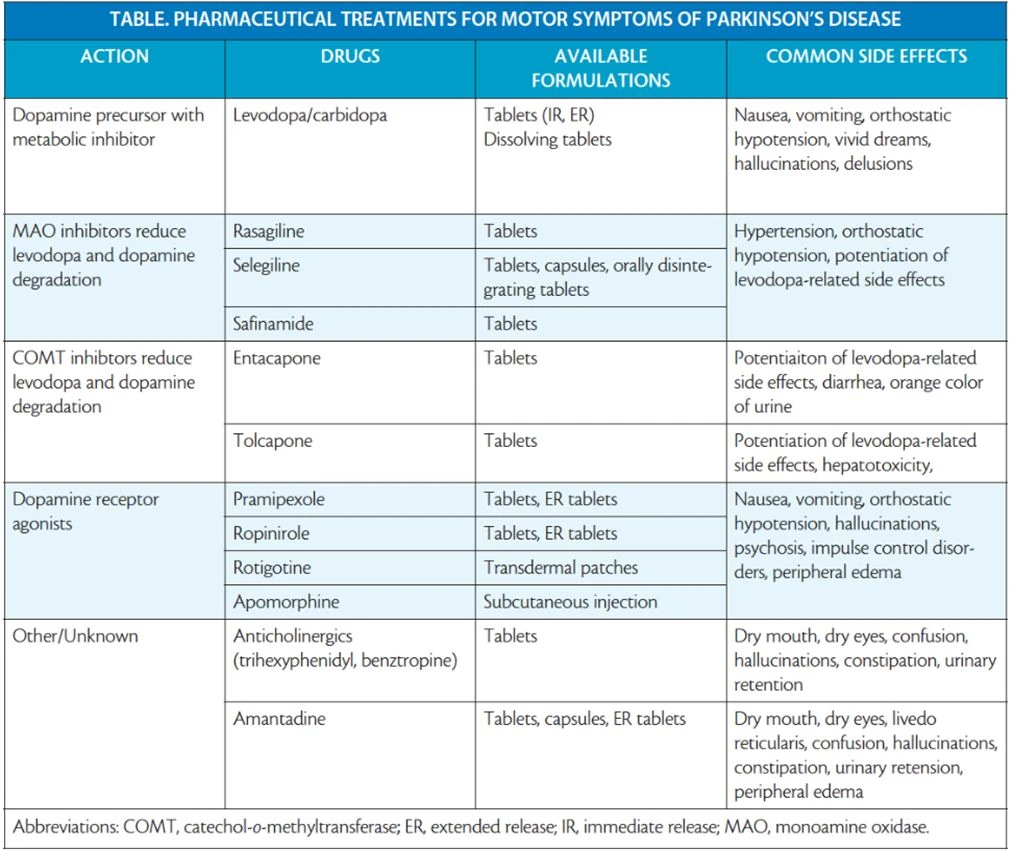 TABLE. PHARMACEUTICAL TREATMENTS FOR MOTOR SYMPTOMS OF PARKINSON'S DISEASE
ACTION
DRUGS
AVAILABLE
FORMULATIONS
COMMON SIDE EFFECTS
Dopamine precursor with
metabolic inhibitor
Levodopa/carbidopa
Tablets (IR, ER)
Dissolving tablets
Nausea, vomiting, orthostatic
hypotension, vivid dreams,
hallucinations, delusions
MAO inhibitors reduce
levodopa and dopamine
degradation
Rasagiline
Tablets
Hypertension, orthostatic
hypotension, potentiation of
levodopa-related side effects
Selegiline
Tablets, capsules, orally disinte-
grating tablets
Safinamide
Tablets
COMT inhibtors reduce
levodopa and dopamine
degradation
Entacapone
Tablets
Potentiaiton of levodopa-related
side effects, diarrhea, orange color
of urine
Tolcapone
Tablets
Potentiation of levodopa-related
side effects, hepatotoxicity,
Dopamine receptor
agonists
Pramipexole
Tablets, ER tablets
Nausea, vomiting, orthostatic
hypotension, hallucinations,
psychosis, impulse control disor-
ders, peripheral edema
Ropinirole
Tablets, ER tablets
Rotigotine
Transdermal patches
Apomorphine
Subcutaneous injection
Other/Unknown
Anticholinergics
(trihexyphenidyl, benztropine)
Tablets
Dry mouth, dry eyes, confusion,
hallucinations, constipation, urinary
retention
Amantadine
Tablets, capsules, ER tablets
Dry mouth, dry eyes, livedo
reticularis, confusion, hallucinations,
constipation, urinary retension,
peripheral edema
Abbreviations: COMT, catechol-o-methyltransferase; ER, extended release; IR, immediate release; MAO, monoamine oxidase.